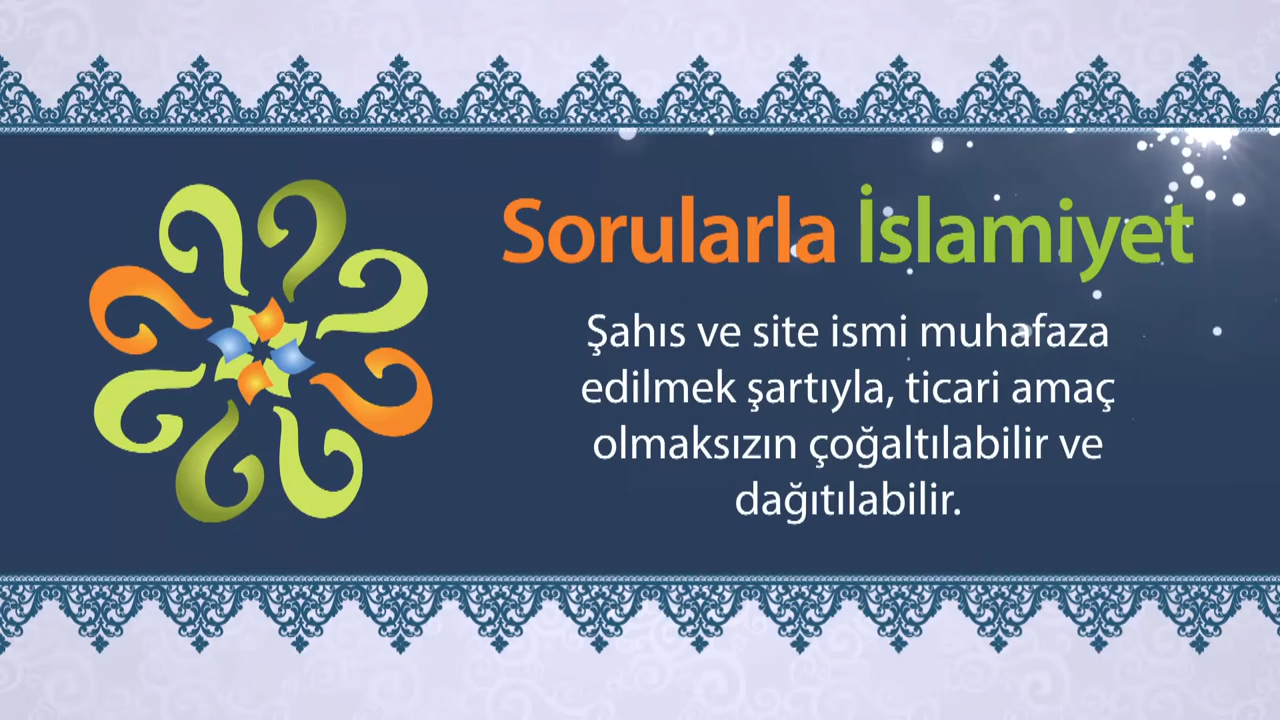 Sorularla İslamiyet
Şahıs ve site ismi muhafaza
edilmek şartıyla, ticari amaç
olmaksızın çoğaltılabilir ve
dağıtılabilir.